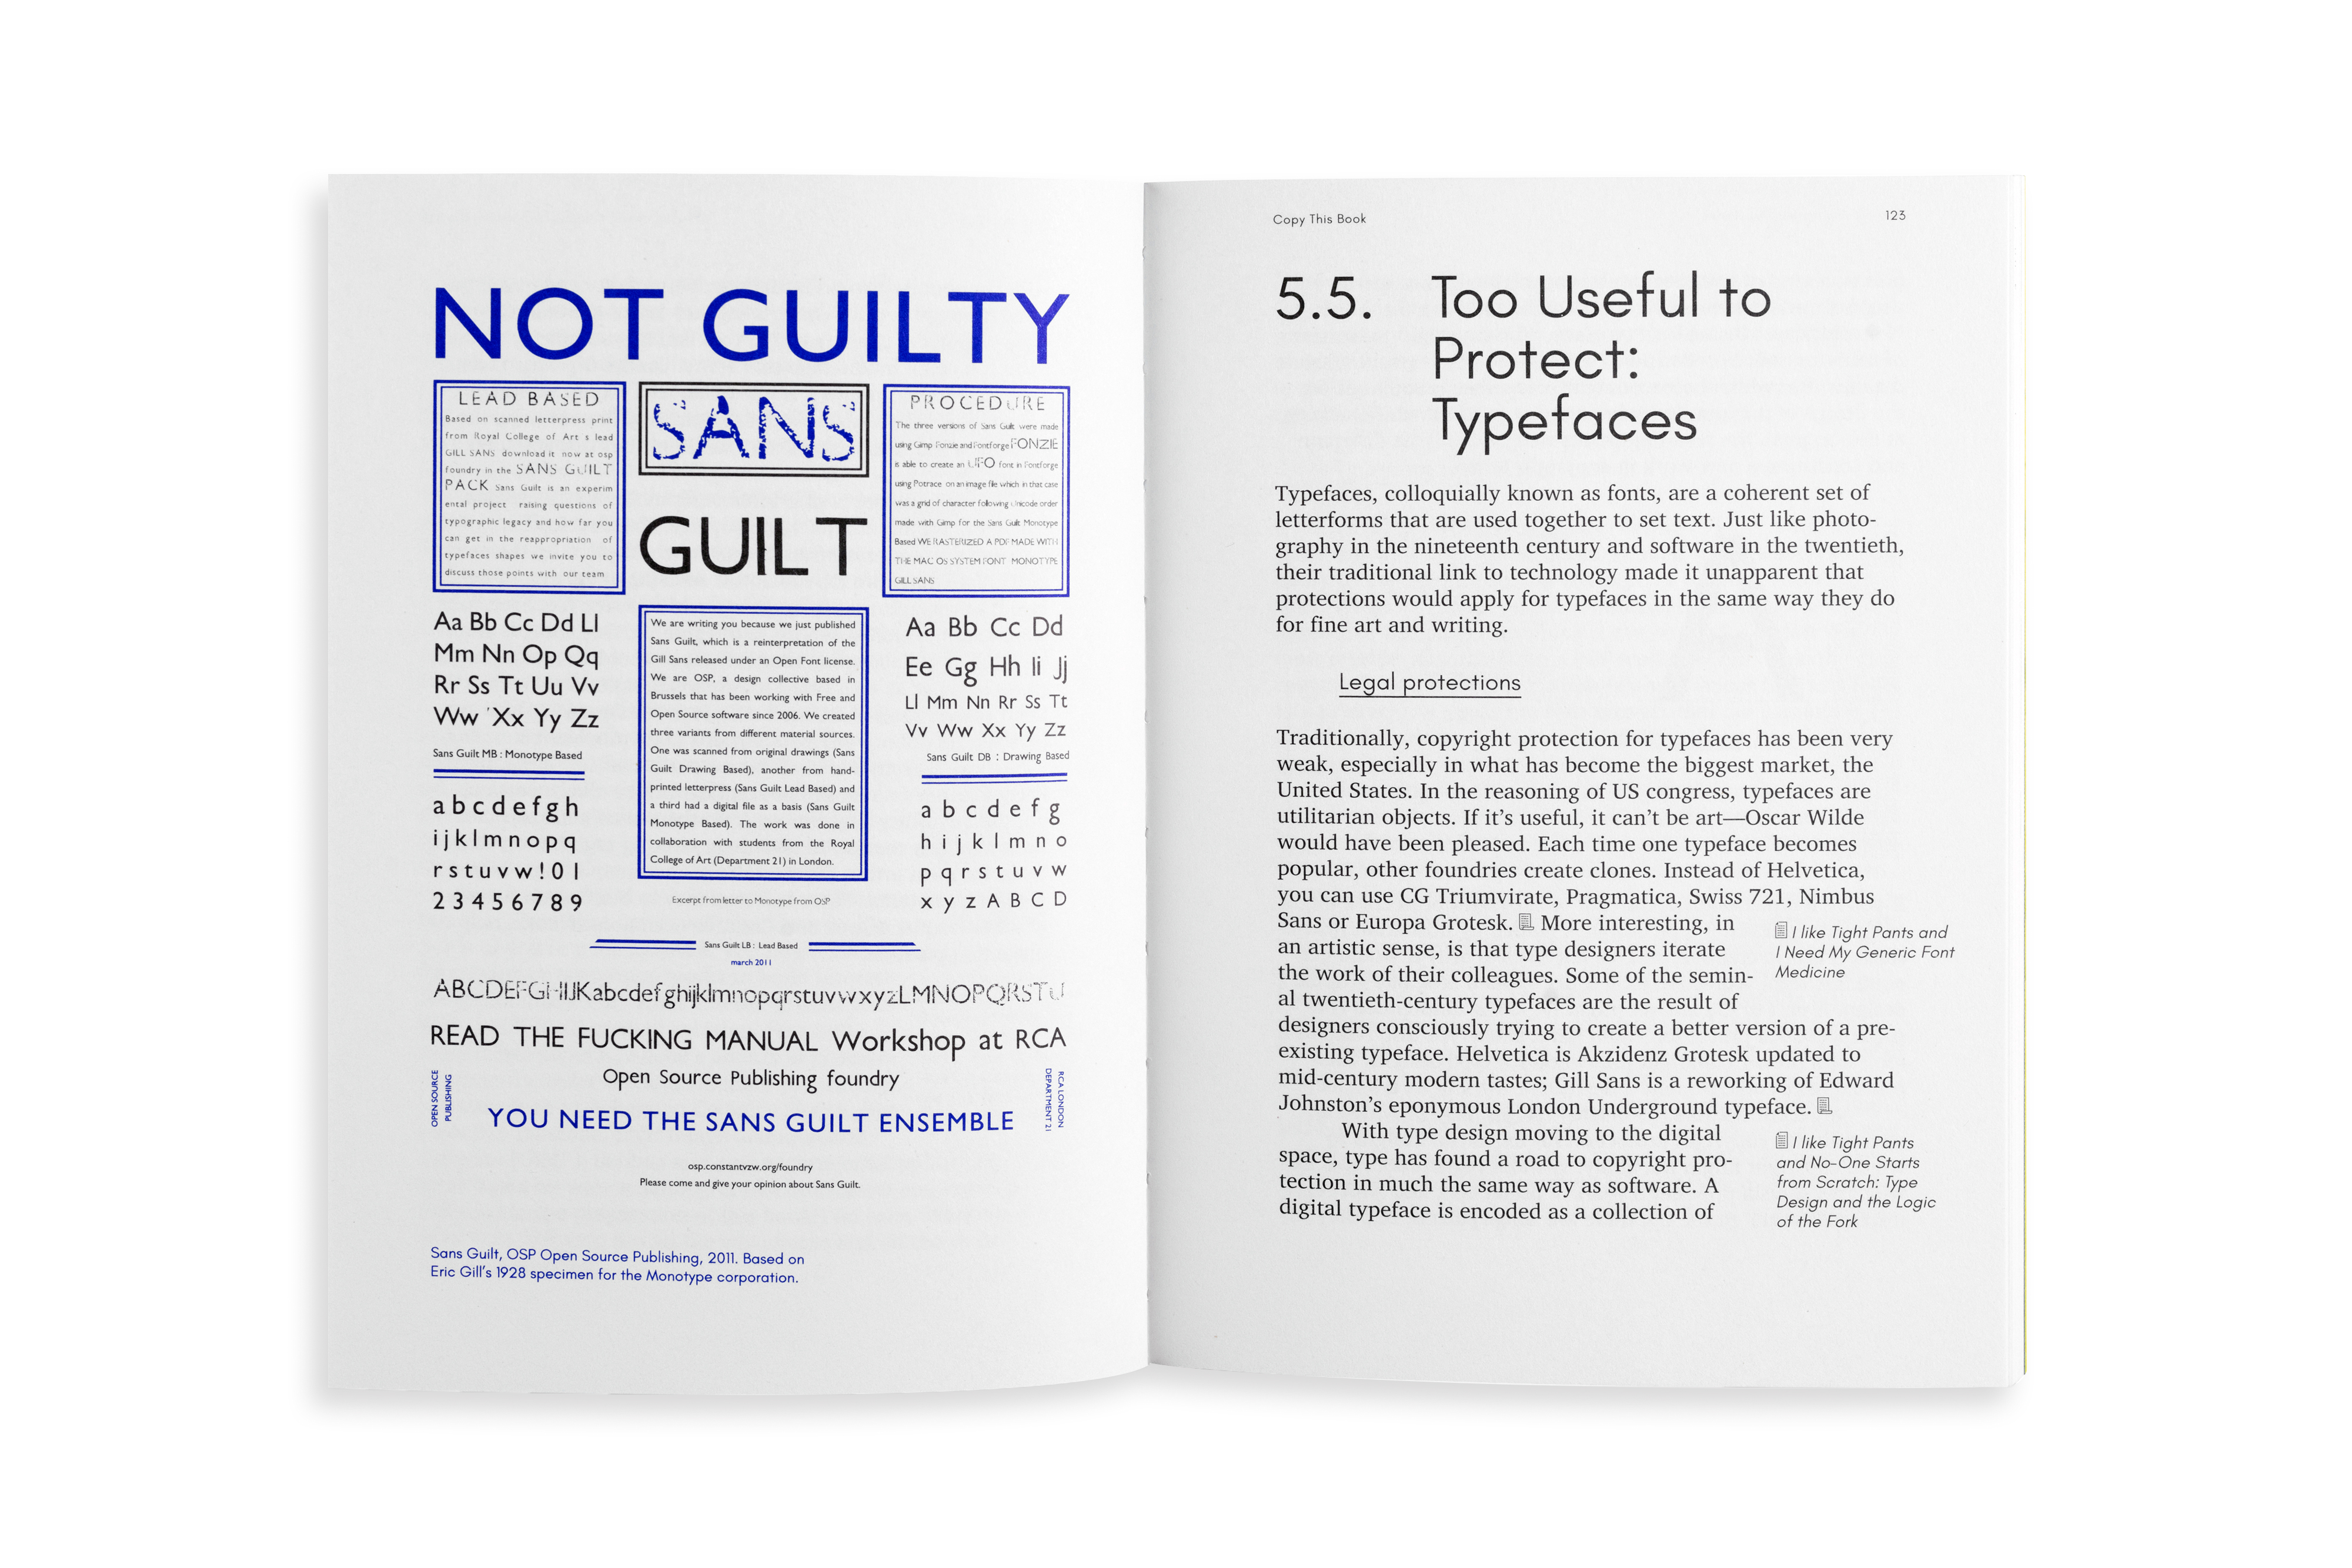 NOT GUILTY
LEAD BASED
Based on scanned letterpress print
from Royal College of Art s lead
GILL SANS download it now at osp
foundry in the SANS GUILT
PACK Sans Guilt is an experim
ental project raising questions of
typographic legacy and how far you
can get in the reappropriation of
typefaces shapes we invite you to
discuss those points with our team
SANS
GUILT
PROCEDURE
The three versions of Sans Guilt were made
using Gimp Fonzie and Fontforge FONZIE
is able to create an UFO font in Fontforge
using Potrace on an image file which in that case
was a grid of character following Unicode order
made with Gimp for the Sans Guilt Monotype
Based WE RASTERIZED A PDF MADE WITH
THE MAC OS SYSTEM FONT MONOTYPE
GILL SANS
Aa Bb Cc Dd Ll
Mm Nn Op Qq
Rr Ss Tt Uu Vv
Ww 'Xx Yy Zz
Sans Guilt MB : Monotype Based
a b c d e f g h
i j k l m n o p q
r s t u v w ! 0 1
2 3 4 5 6 7 8 9
We are writing you because we just published
Sans Guilt, which is a reinterpretation of the
Gill Sans released under an Open Font license.
We are OSP, a design collective based in
Brussels that has been working with Free and
Open Source software since 2006. We created
three variants from different material sources.
One was scanned from original drawings (Sans
Guilt Drawing Based), another from hand-
printed letterpress (Sans Guilt Lead Based) and
a third had a digital file as a basis (Sans Guilt
Monotype Based). The work was done in
collaboration with students from the Royal
College of Art (Department 21) in London.
Excerpt from letter to Monotype from OSP
Aa Bb Cc Dd
Ee Gg Hh Ii Jj
Ll Mm Nn Rr Ss Tt
Vv Ww Xx Yy Zz
Sans Guilt DB : Drawing Based
a b c d e f g
h i j k l m n o
p q r s t u v w
x y z A B C D
Sans Guilt LB : Lead Based
march 2011
ABCDEFGHIJKabcdefghijklmnopqrstuvwxyzLMNOPQRSTU
READ THE FUCKING MANUAL Workshop at RCA
Open Source Publishing foundry
OPEN SOURCE
PUBLISHING
YOU NEED THE SANS GUILT ENSEMBLE
RCA LONDON
DEPARTMENT 21
osp.constantvzw.org/foundry
Please come and give your opinion about Sans Guilt.
Sans Guilt, OSP Open Source Publishing, 2011. Based on
Eric Gill's 1928 specimen for the Monotype corporation.
Copy This Book
123
5.5. Too Useful to
Protect:
Typefaces
Typefaces, colloquially known as fonts, are a coherent set of
letterforms that are used together to set text. Just like photo-
graphy in the nineteenth century and software in the twentieth,
their traditional link to technology made it unapparent that
protections would apply for typefaces in the same way they do
for fine art and writing.
Legal protections
Traditionally, copyright protection for typefaces has been very
weak, especially in what has become the biggest market, the
United States. In the reasoning of US congress, typefaces are
utilitarian objects. If it's useful, it can't be art—Oscar Wilde
would have been pleased. Each time one typeface becomes
popular, other foundries create clones. Instead of Helvetica,
you can use CG Triumvirate, Pragmatica, Swiss 721, Nimbus
Sans or Europa Grotesk. More interesting, in
an artistic sense, is that type designers iterate
the work of their colleagues. Some of the semin-
al twentieth-century typefaces are the result of
designers consciously trying to create a better version of a pre-
existing typeface. Helvetica is Akzidenz Grotesk updated to
mid-century modern tastes; Gill Sans is a reworking of Edward
Johnston's eponymous London Underground typeface.
With type design moving to the digital
space, type has found a road to copyright pro-
tection in much the same way as software. A
digital typeface is encoded as a collection of
I like Tight Pants and
I Need My Generic Font
Medicine
I like Tight Pants
and No-One Starts
from Scratch: Type
Design and the Logic
of the Fork